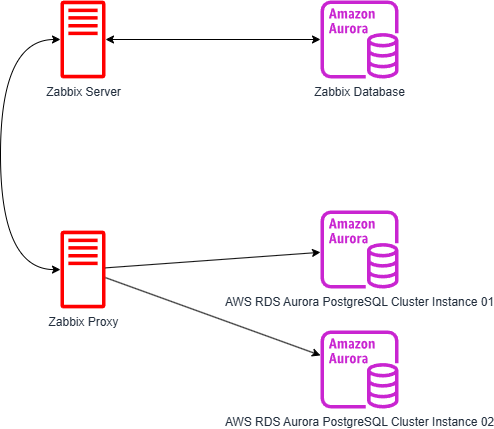 Amazon
Aurora
Zabbix Server
Zabbix Database
Amazon
Aurora
AWS RDS Aurora PostgreSQL Cluster Instance 01
Zabbix Proxy
Amazon
Aurora
AWS RDS Aurora PostgreSQL Cluster Instance 02